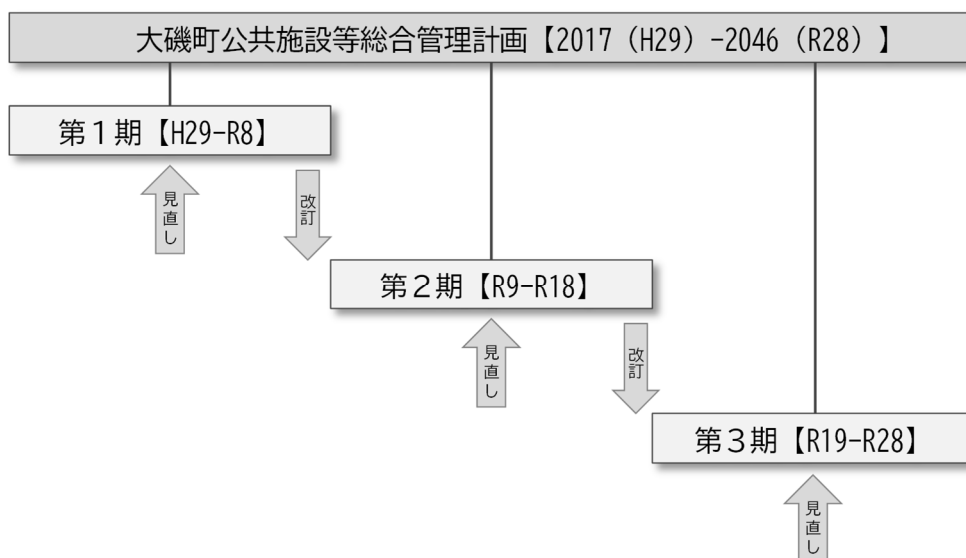 大磯町公共施設等総合管理計画【2017（H29）-2046（R28）】
第１期【H29-R8】
見直し
改訂
第２期【R9-R18】
見直し
改訂
第３期【R19-R28】
見直し